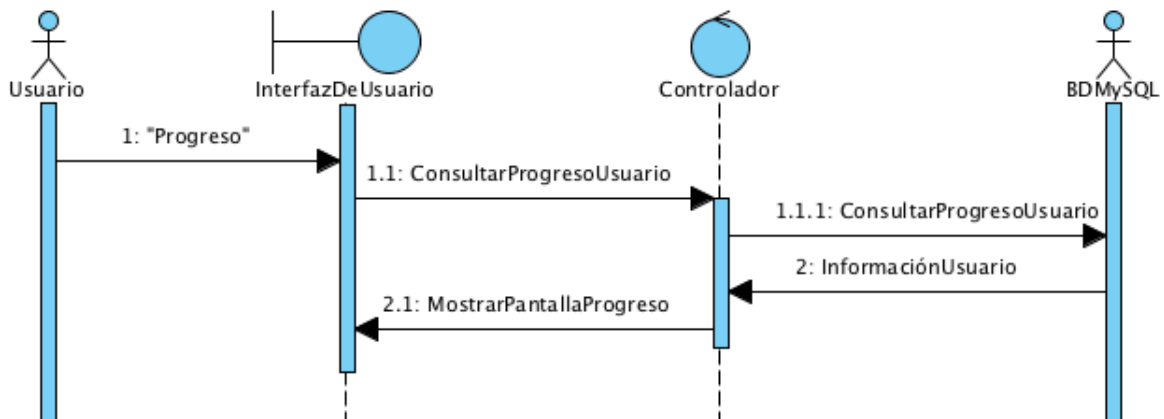 Usuario
InterfazDeUsuario
Controlador
BDMySQL
1: "Progreso"
1.1: ConsultarProgresoUsuario
1.1.1: ConsultarProgresoUsuario
2: InformaciónUsuario
2.1: MostrarPantallaProgreso